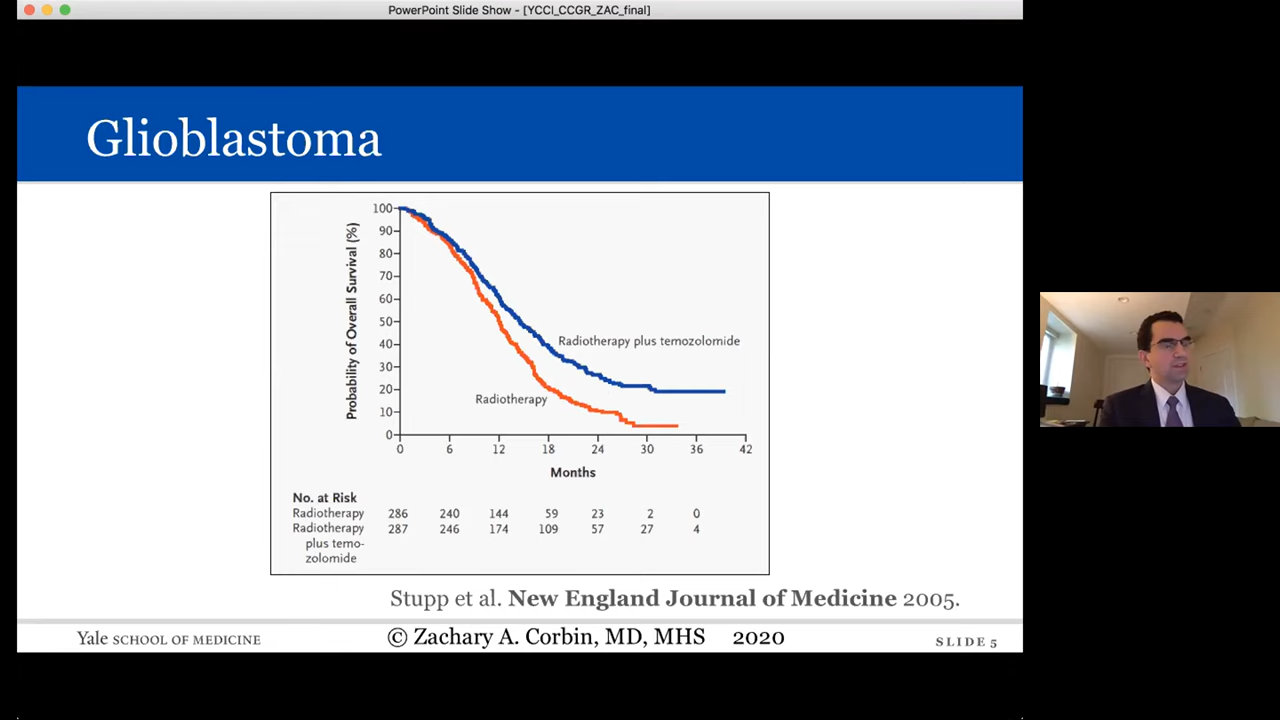 PowerPoint Slide Show - [YCCI_CCGR_ZAC_final]
Glioblastoma
Probability of Overall Survival (%)
100
90
80
70
60
50
40
30
20
10
0
Radiotherapy plus temozolomide
Radiotherapy
0 6 12 18 24 30 36 42
Months
No. at Risk
Radiotherapy 286 240 144 59 23 2 0
Radiotherapy 287 246 174 109 57 27 4
plus temo-
zolomide
Stupp et al. New England Journal of Medicine 2005.
Yale SCHOOL OF MEDICINE © Zachary A. Corbin, MD, MHS 2020 SLIDE 5